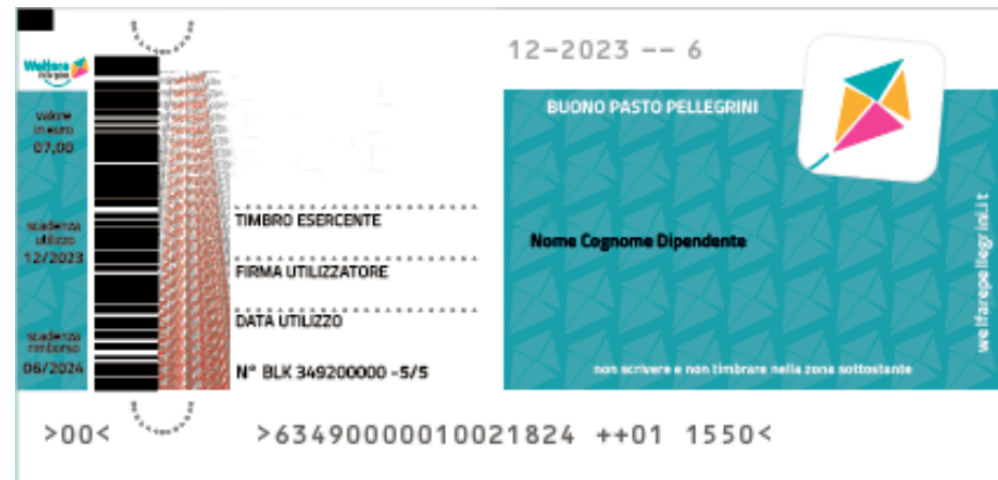 12-2023 -- 6
Welfare
valore
in euro
07,00
BUONO PASTO PELLEGRINI
TIMBRO ESERCENTE
scadenza
utilizzo
12/2023
Nome Cognome Dipendente
FIRMA UTILIZZATORE
DATA UTILIZZO
scadenza
rimborso
06/2024
N° BLK 349200000 -5/5
non scrivere e non timbrare nella zona sottostante
welfarepellegrini.it
>00<
>63490000010021824 ++01 1550<